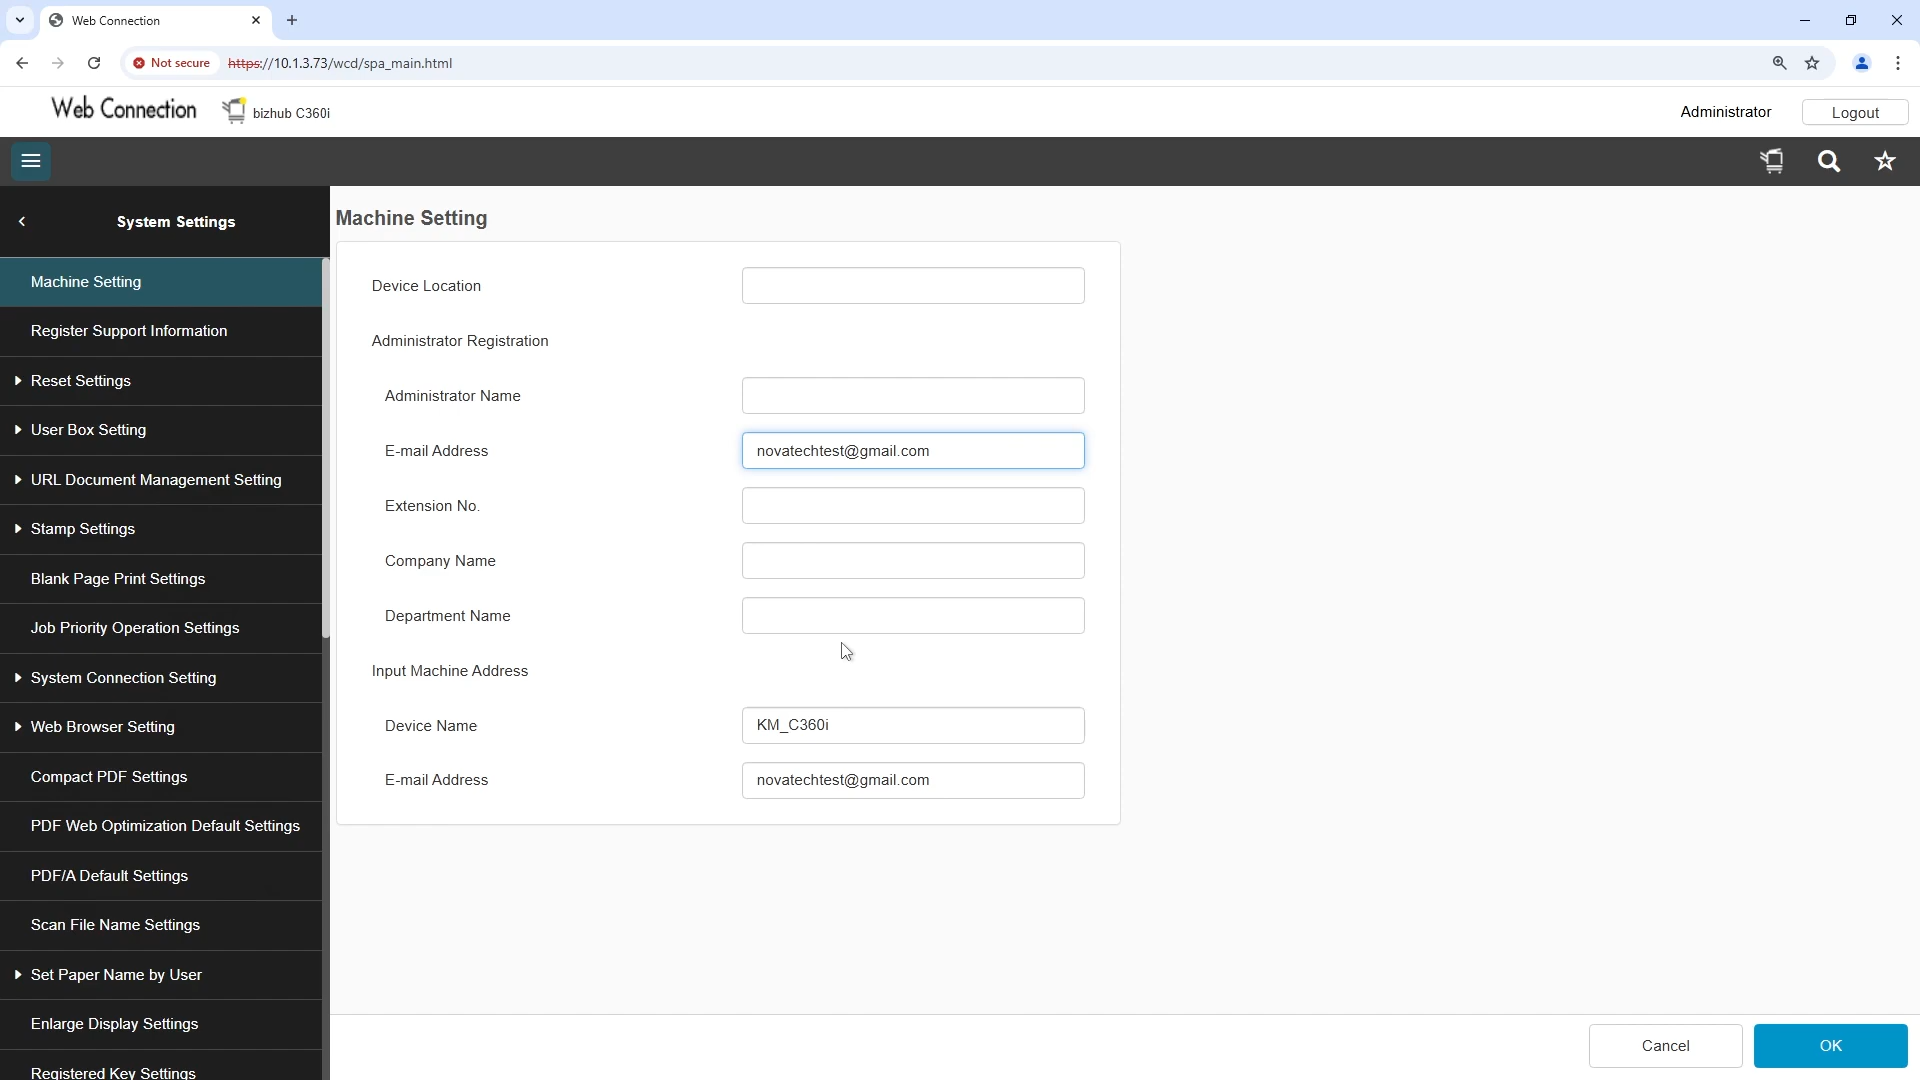 Web Connection
Not secure
https://10.1.3.73/wcd/spa_main.html
Web Connection
bizhub C360i
Administrator
Logout
System Settings
Machine Setting
Register Support Information
Reset Settings
User Box Setting
URL Document Management Setting
Stamp Settings
Blank Page Print Settings
Job Priority Operation Settings
System Connection Setting
Web Browser Setting
Compact PDF Settings
PDF Web Optimization Default Settings
PDF/A Default Settings
Scan File Name Settings
Set Paper Name by User
Enlarge Display Settings
Registered Key Settings
Machine Setting
Device Location
Administrator Registration
Administrator Name
E-mail Address
novatechtest@gmail.com
Extension No.
Company Name
Department Name
Input Machine Address
Device Name
KM_C360i
E-mail Address
novatechtest@gmail.com
Cancel
OK